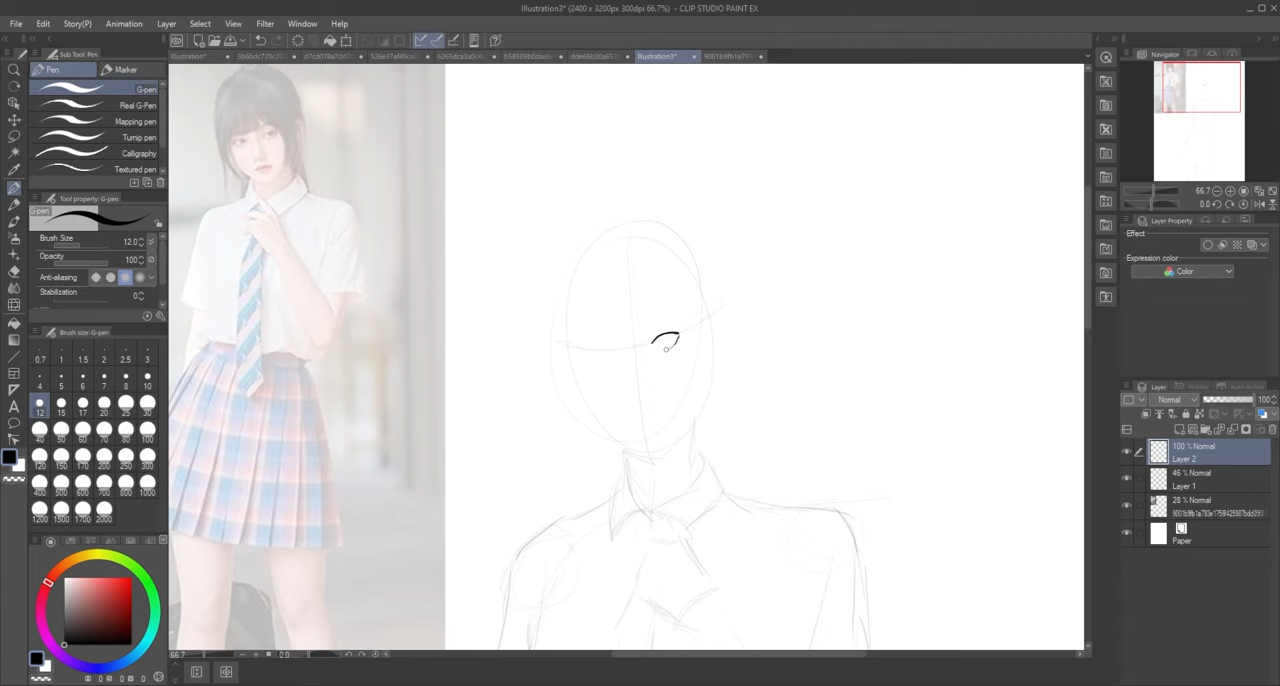 Illustration3* (2400 x 3200px 300dpi 66.7%) - CLIP STUDIO PAINT EX
File Edit Story(P) Animation Layer Select View Filter Window Help
Sub Tool: Pen
Pen Marker
G-pen
Real G-Pen
Mapping pen
Turnip pen
Calligraphy
Textured pen
Tool property: G-pen
G-pen
Brush Size 12.0
Opacity 100
Anti-aliasing
Stabilization 0
Brush size: G-pen
0.7 1 1.5 2 2.5 3
4 5 6 7 8 10
12 15 17 20 25 30
40 50 60 70 80 100
120 150 170 200 250 300
400 500 600 700 800 1000
1200 1500 1700 2000
Illustration* Illustration3*
66.7 0.0
Navigator
66.7
0.0
Layer Property
Effect
Expression color
Color
Layer History Auto Action
Normal 100
100 % Normal
Layer 2
46 % Normal
Layer 1
28 % Normal
Paper
0 0 0